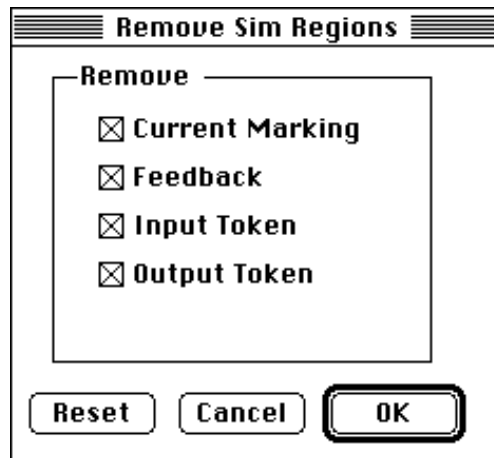 Remove Sim Regions
Remove
Current Marking
Feedback
Input Token
Output Token
Reset Cancel OK